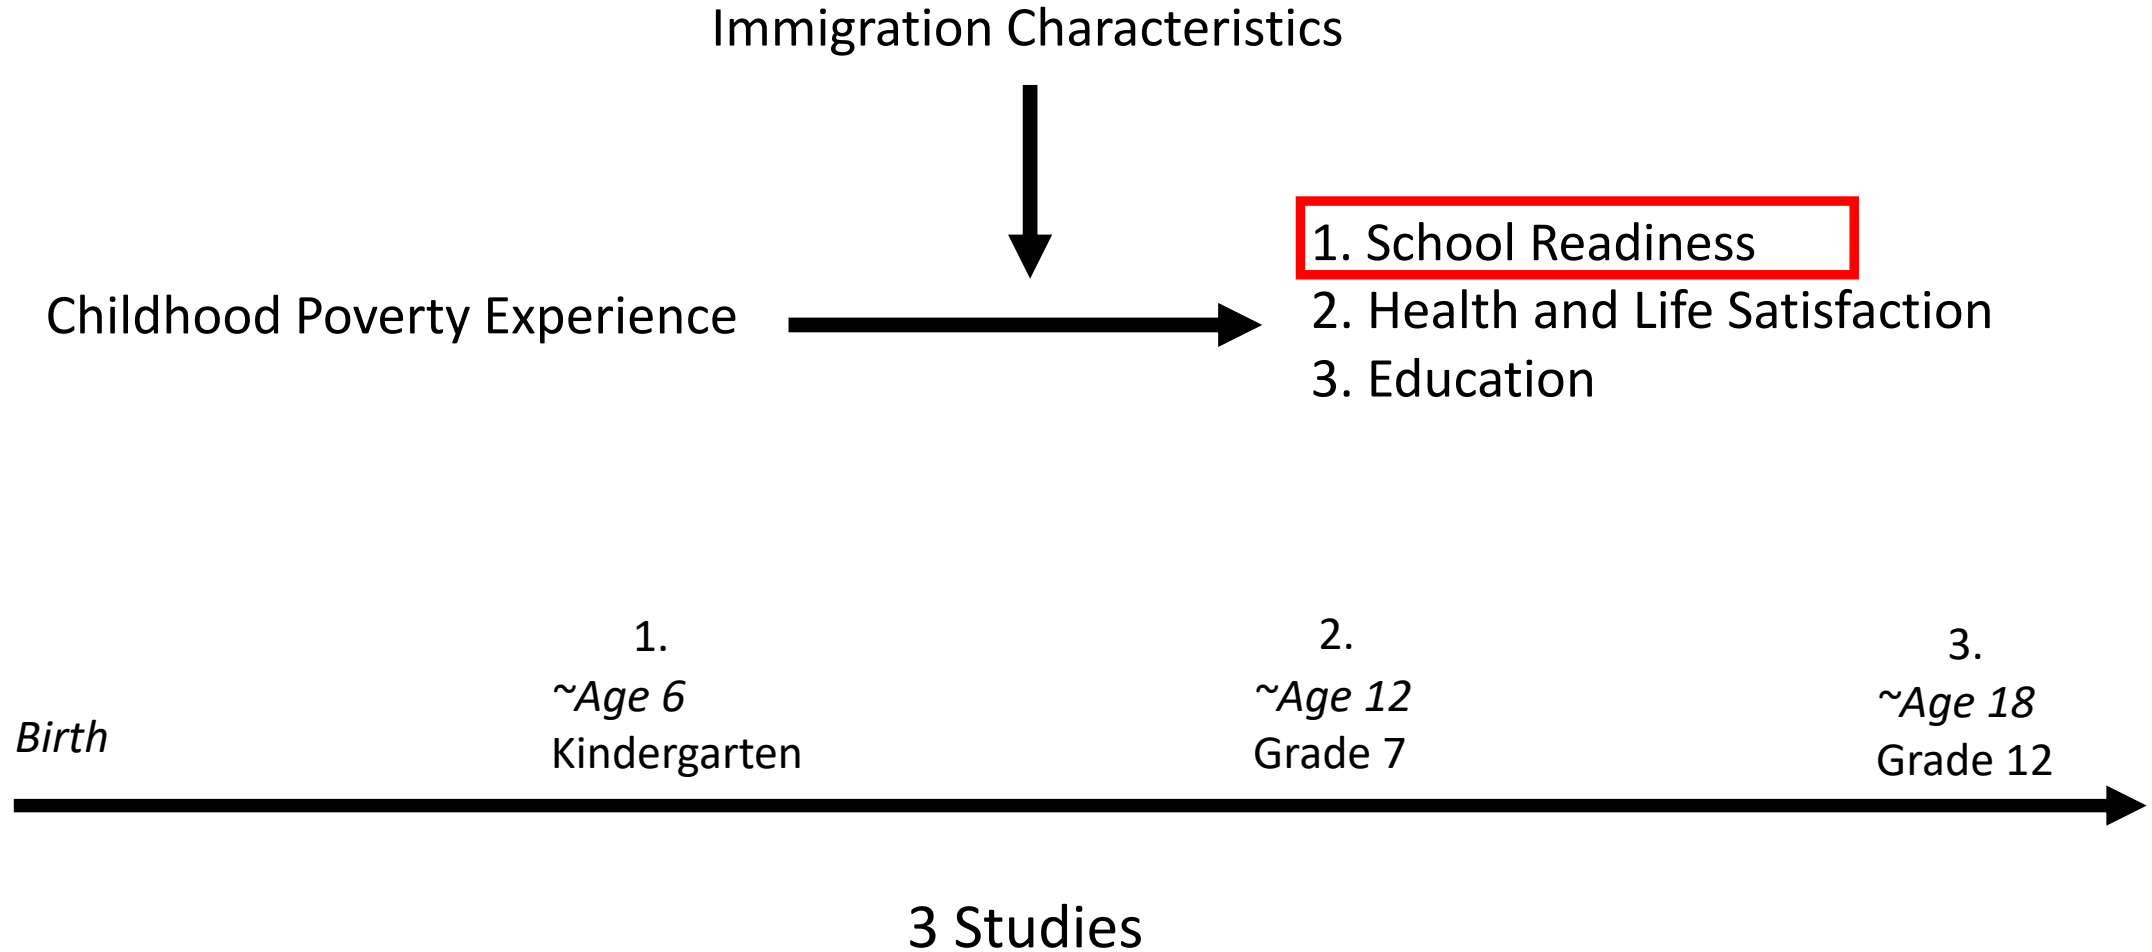 Immigration Characteristics
1. School Readiness
Childhood Poverty Experience
2. Health and Life Satisfaction
3. Education
1.
~Age 6
Kindergarten
2.
~Age 12
Grade 7
3.
~Age 18
Grade 12
Birth
3 Studies